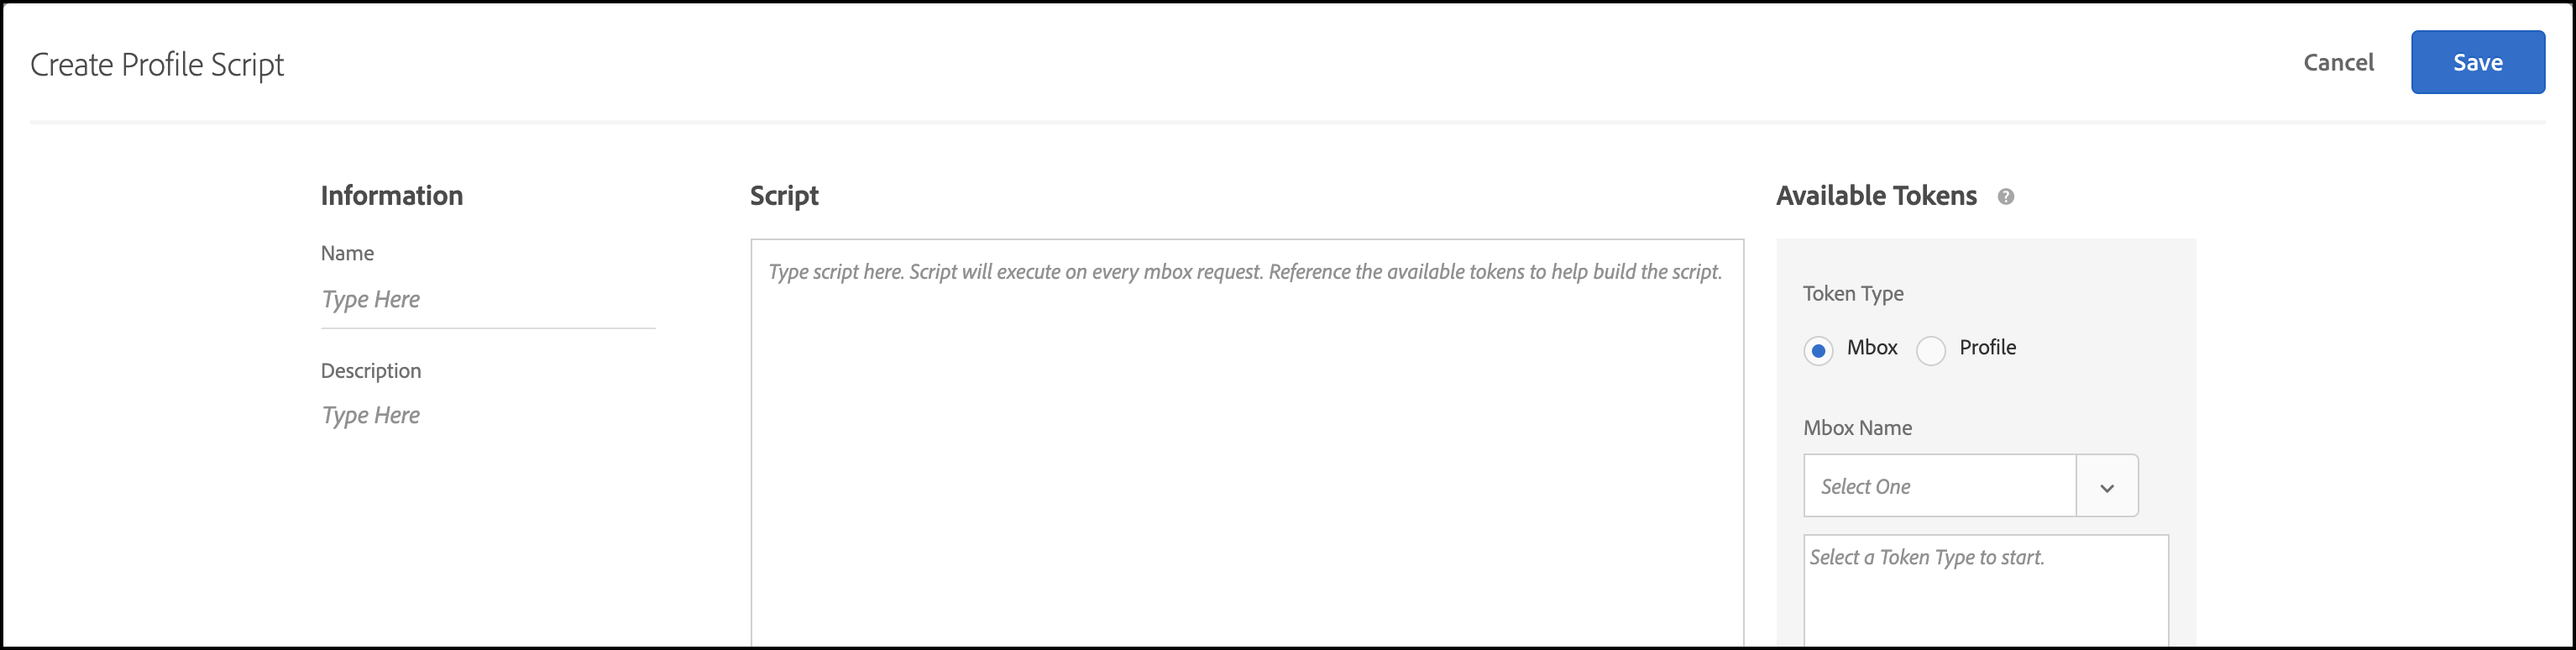 Create Profile Script
Cancel
Save
Information
Name
Type Here
Description
Type Here
Script
Type script here. Script will execute on every mbox request. Reference the available tokens to help build the script.
Available Tokens ?
Token Type
Mbox Profile
Mbox Name
Select One
Select a Token Type to start.